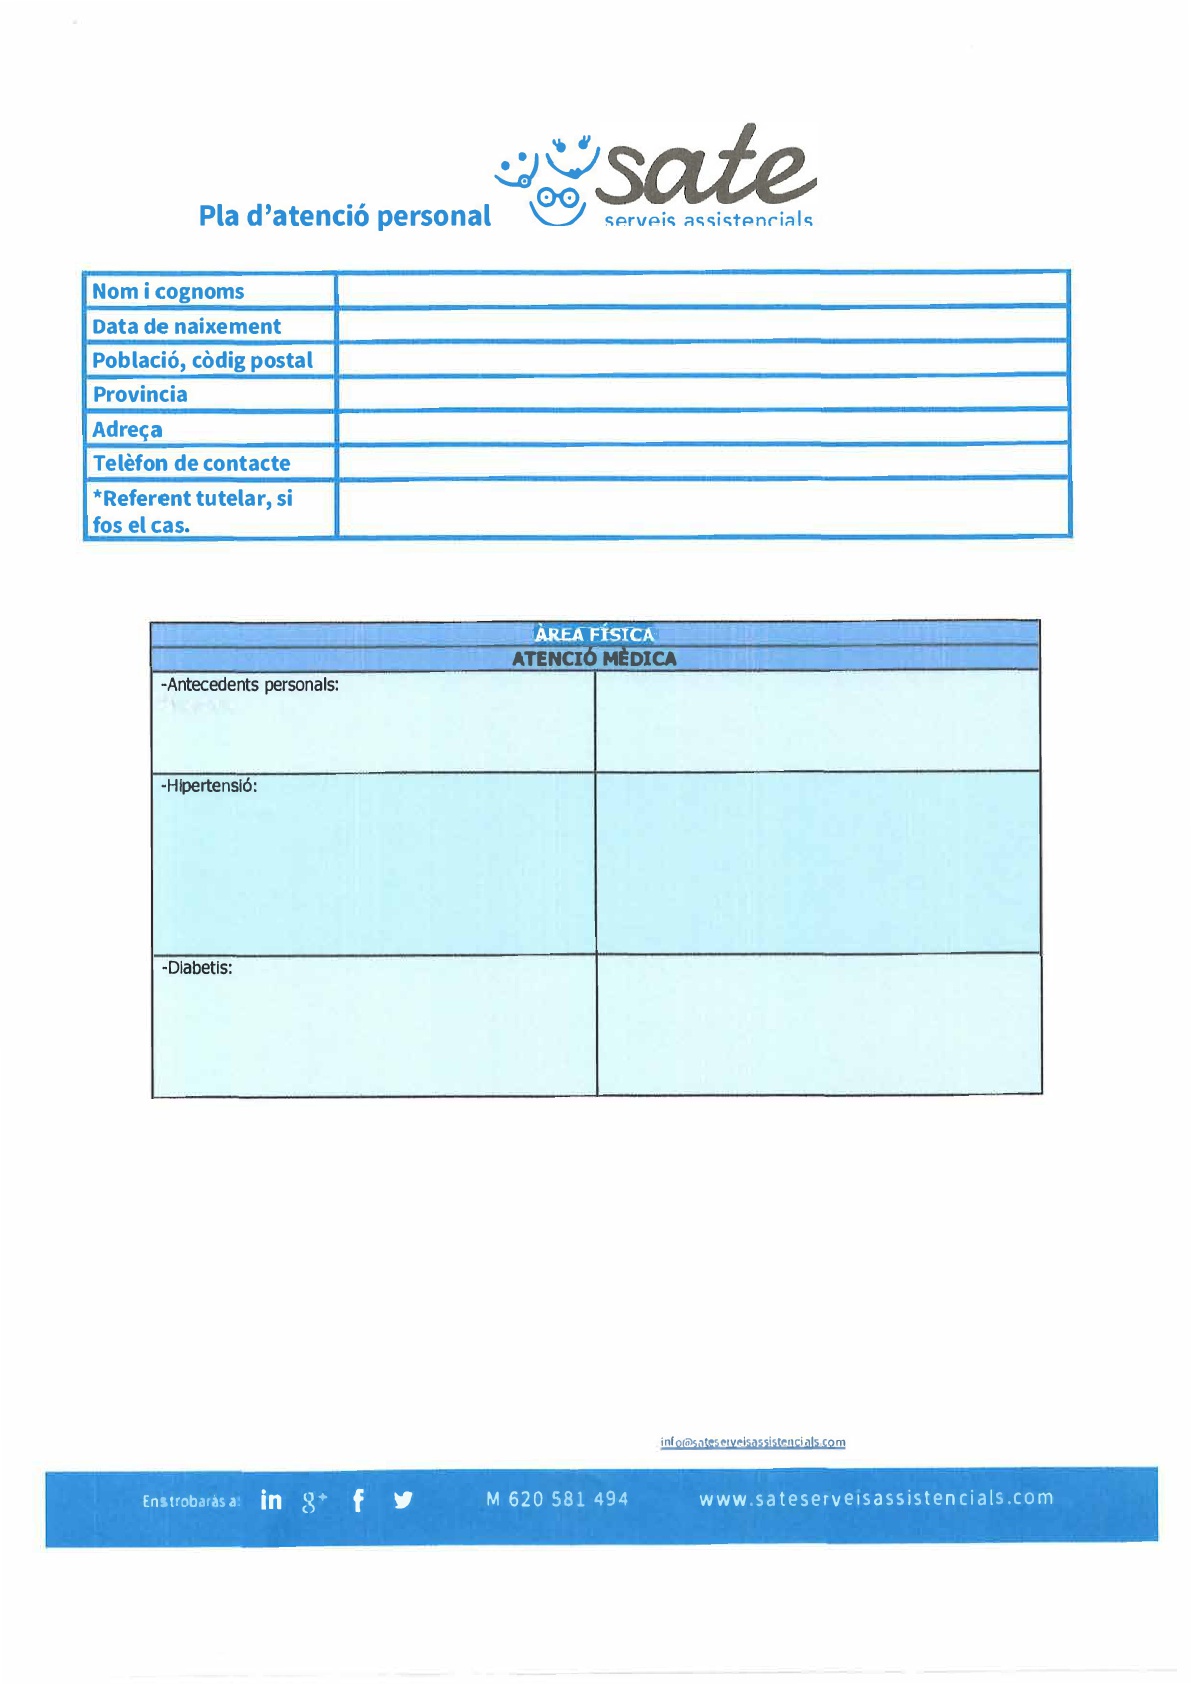 sate
Pla d'atenció personal
serveis assistencials
Nom i cognoms
Data de naixement
Població, còdig postal
Provincia
Adreça
Telèfon de contacte
*Referent tutelar, si
fos el cas.
ÀREA FÍSICA
ATENCIÓ MÈDICA
-Antecedents personals:
-Hipertensió:
-Diabetis:
info@sateserveisassistencials.com
Ens trobaràs a: in g+ f M 620 581 494 www.sateserveisassistencials.com